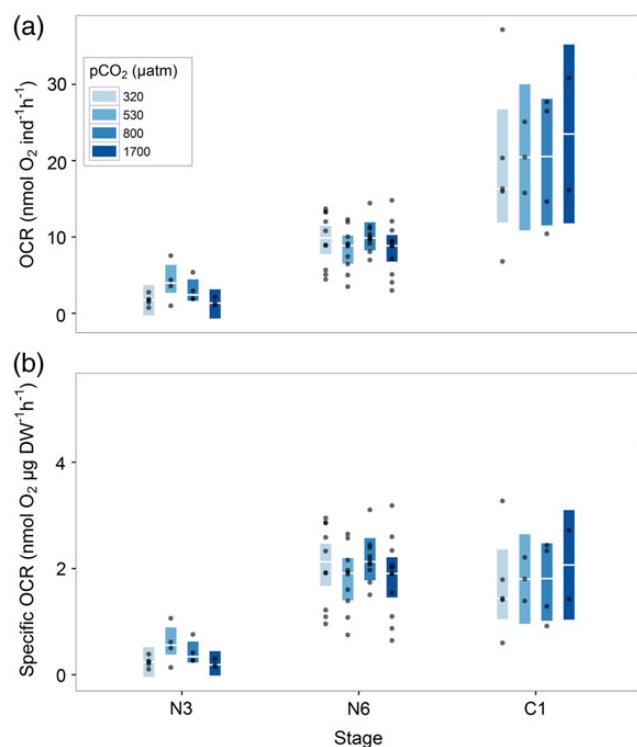 (a)
pCO₂ (µatm)
320
530
800
1700
OCR (nmol O₂ ind⁻¹h⁻¹)
30
20
10
0
(b)
Specific OCR (nmol O₂ µg DW⁻¹h⁻¹)
4
2
0
N3 N6 C1
Stage